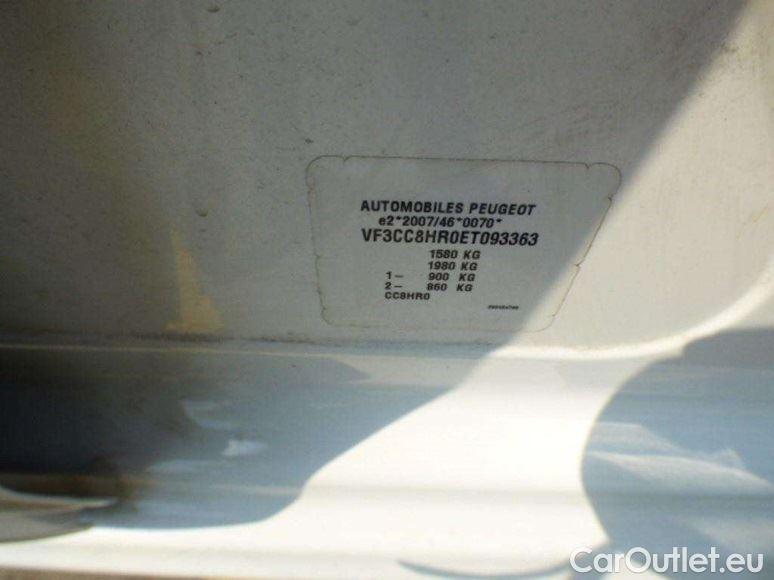 AUTOMOBILES PEUGEOT
e2*2007/46*0070*
VF3CC8HR0ET093363
1580 KG
1980 KG
1- 900 KG
2- 860 KG
CC8HR0
CarOutlet.eu